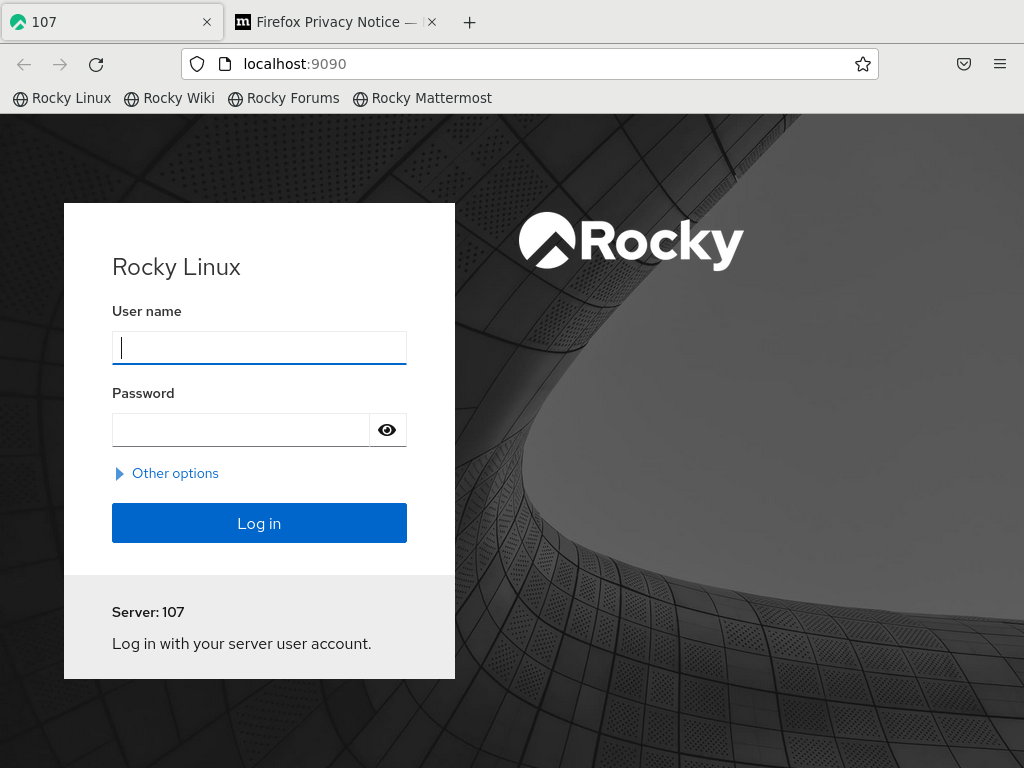 107
Firefox Privacy Notice —
localhost:9090
Rocky Linux
Rocky Wiki
Rocky Forums
Rocky Mattermost
Rocky
Rocky Linux
User name
Password
Other options
Log in
Server: 107
Log in with your server user account.